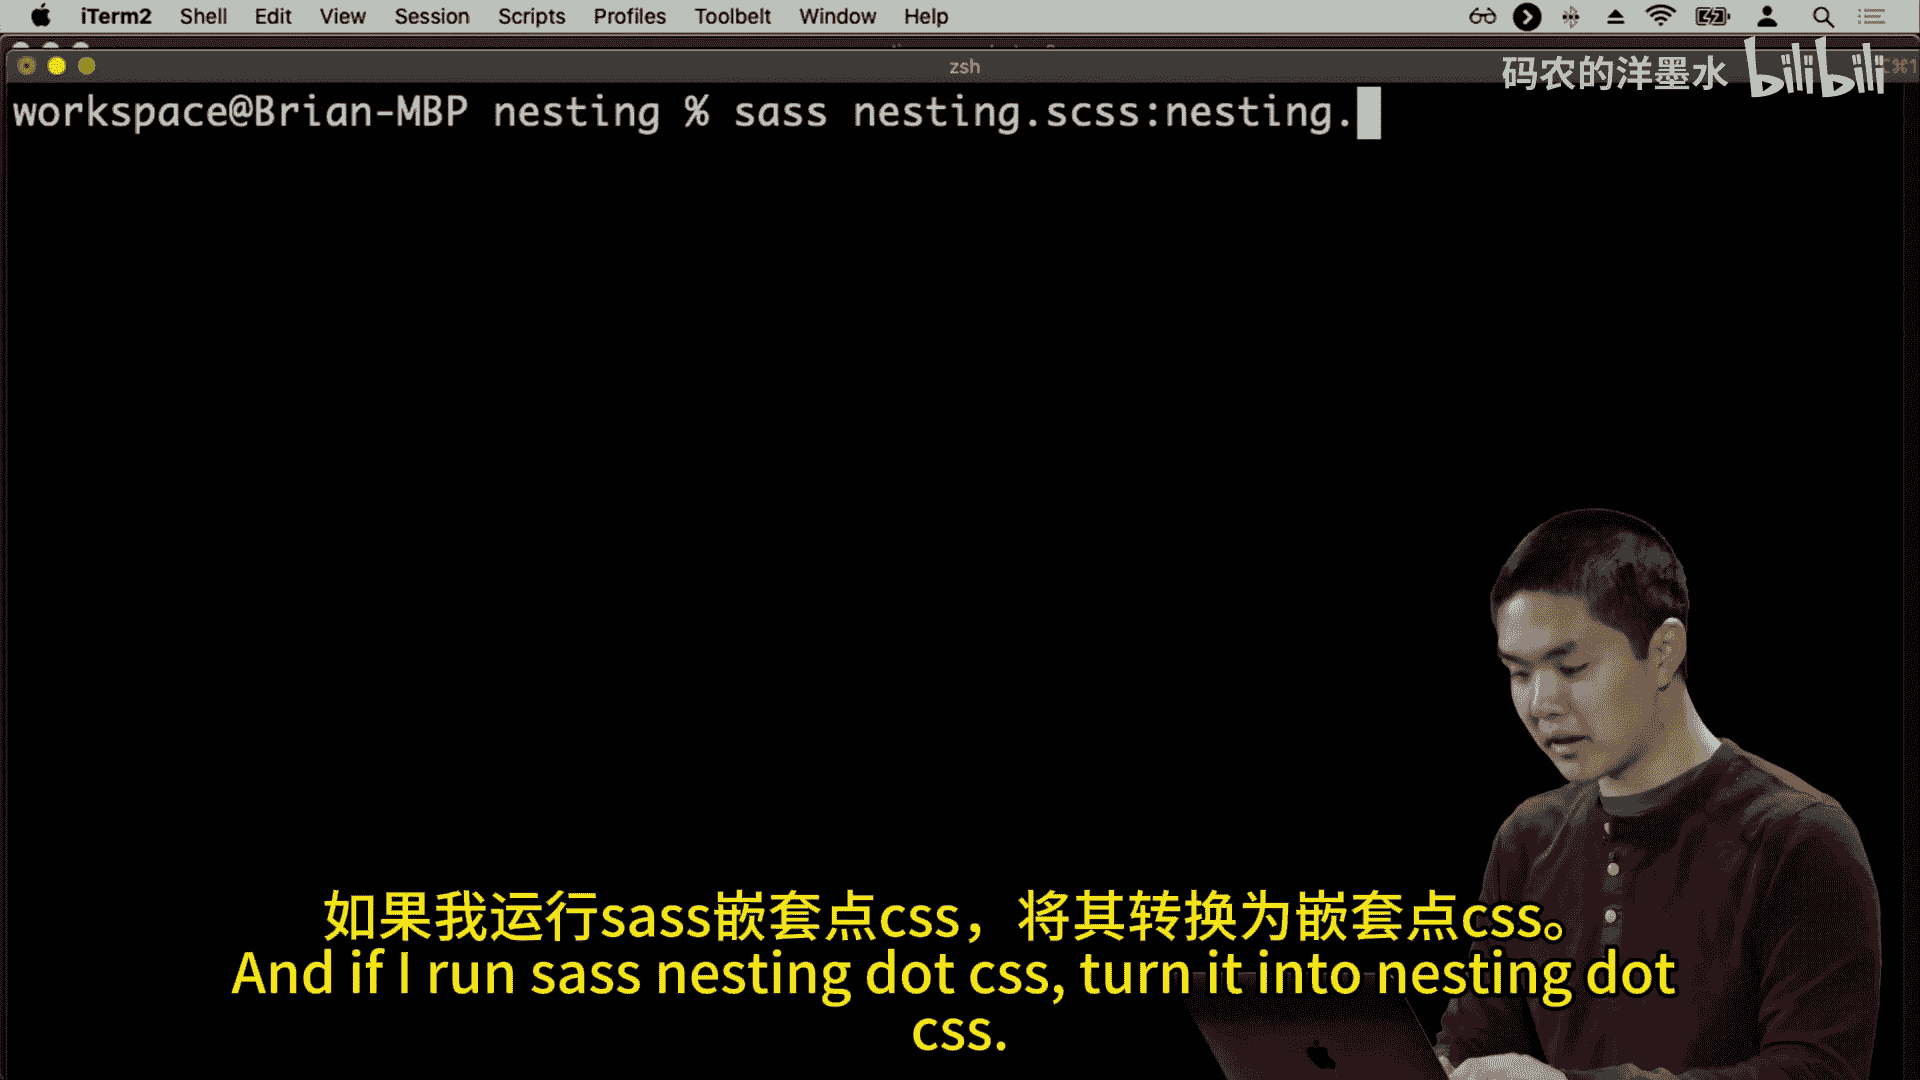 iTerm2 Shell Edit View Session Scripts Profiles Toolbelt Window Help
zsh
码农的洋墨水 bilibili
⌘1
workspace@Brian-MBP nesting % sass nesting.scss:nesting.
如果我运行sass嵌套点css，将其转换为嵌套点css。
And if I run sass nesting dot css, turn it into nesting dot
css.